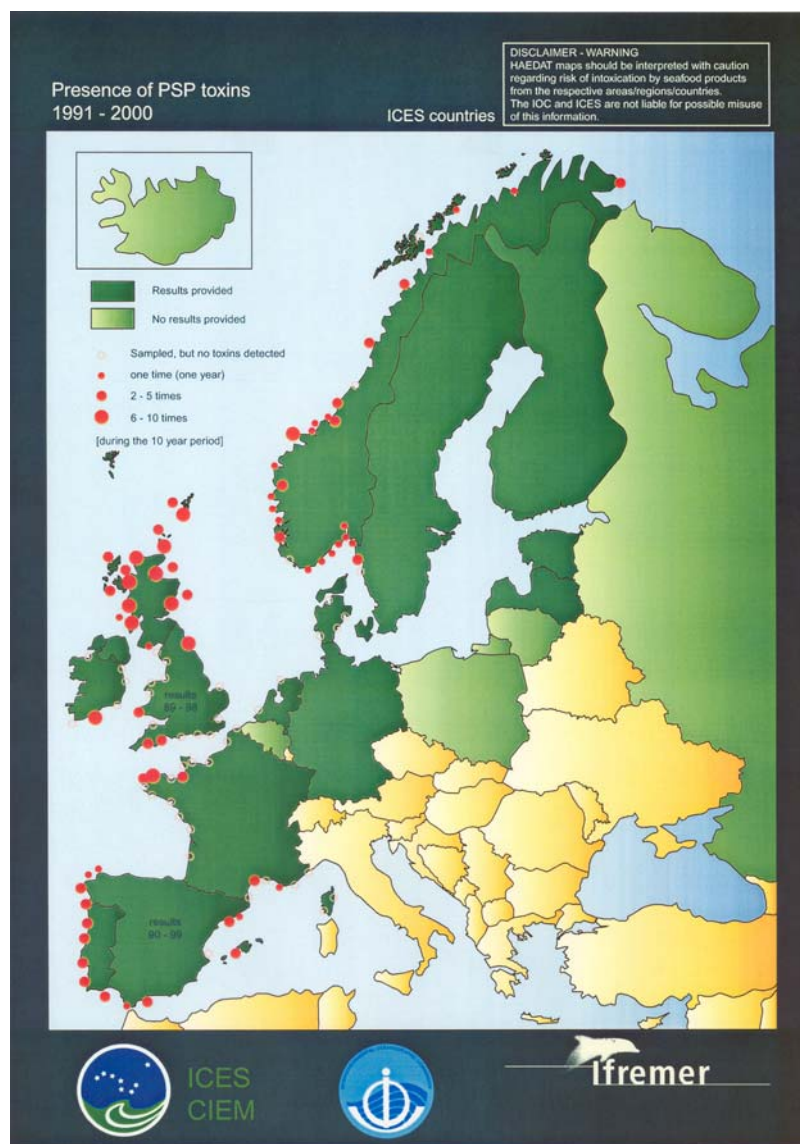 Presence of PSP toxins
1991 - 2000
ICES countries
DISCLAIMER - WARNING
HAEDAT maps should be interpreted with caution
regarding risk of intoxication by seafood products
from the respective areas/regions/countries.
The IOC and ICES are not liable for possible misuse
of this information.
Results provided
No results provided
Sampled, but no toxins detected
one time (one year)
2 - 5 times
6 - 10 times
[during the 10 year period]
results
89 - 98
results
90 - 99
ICES
CIEM
Ifremer